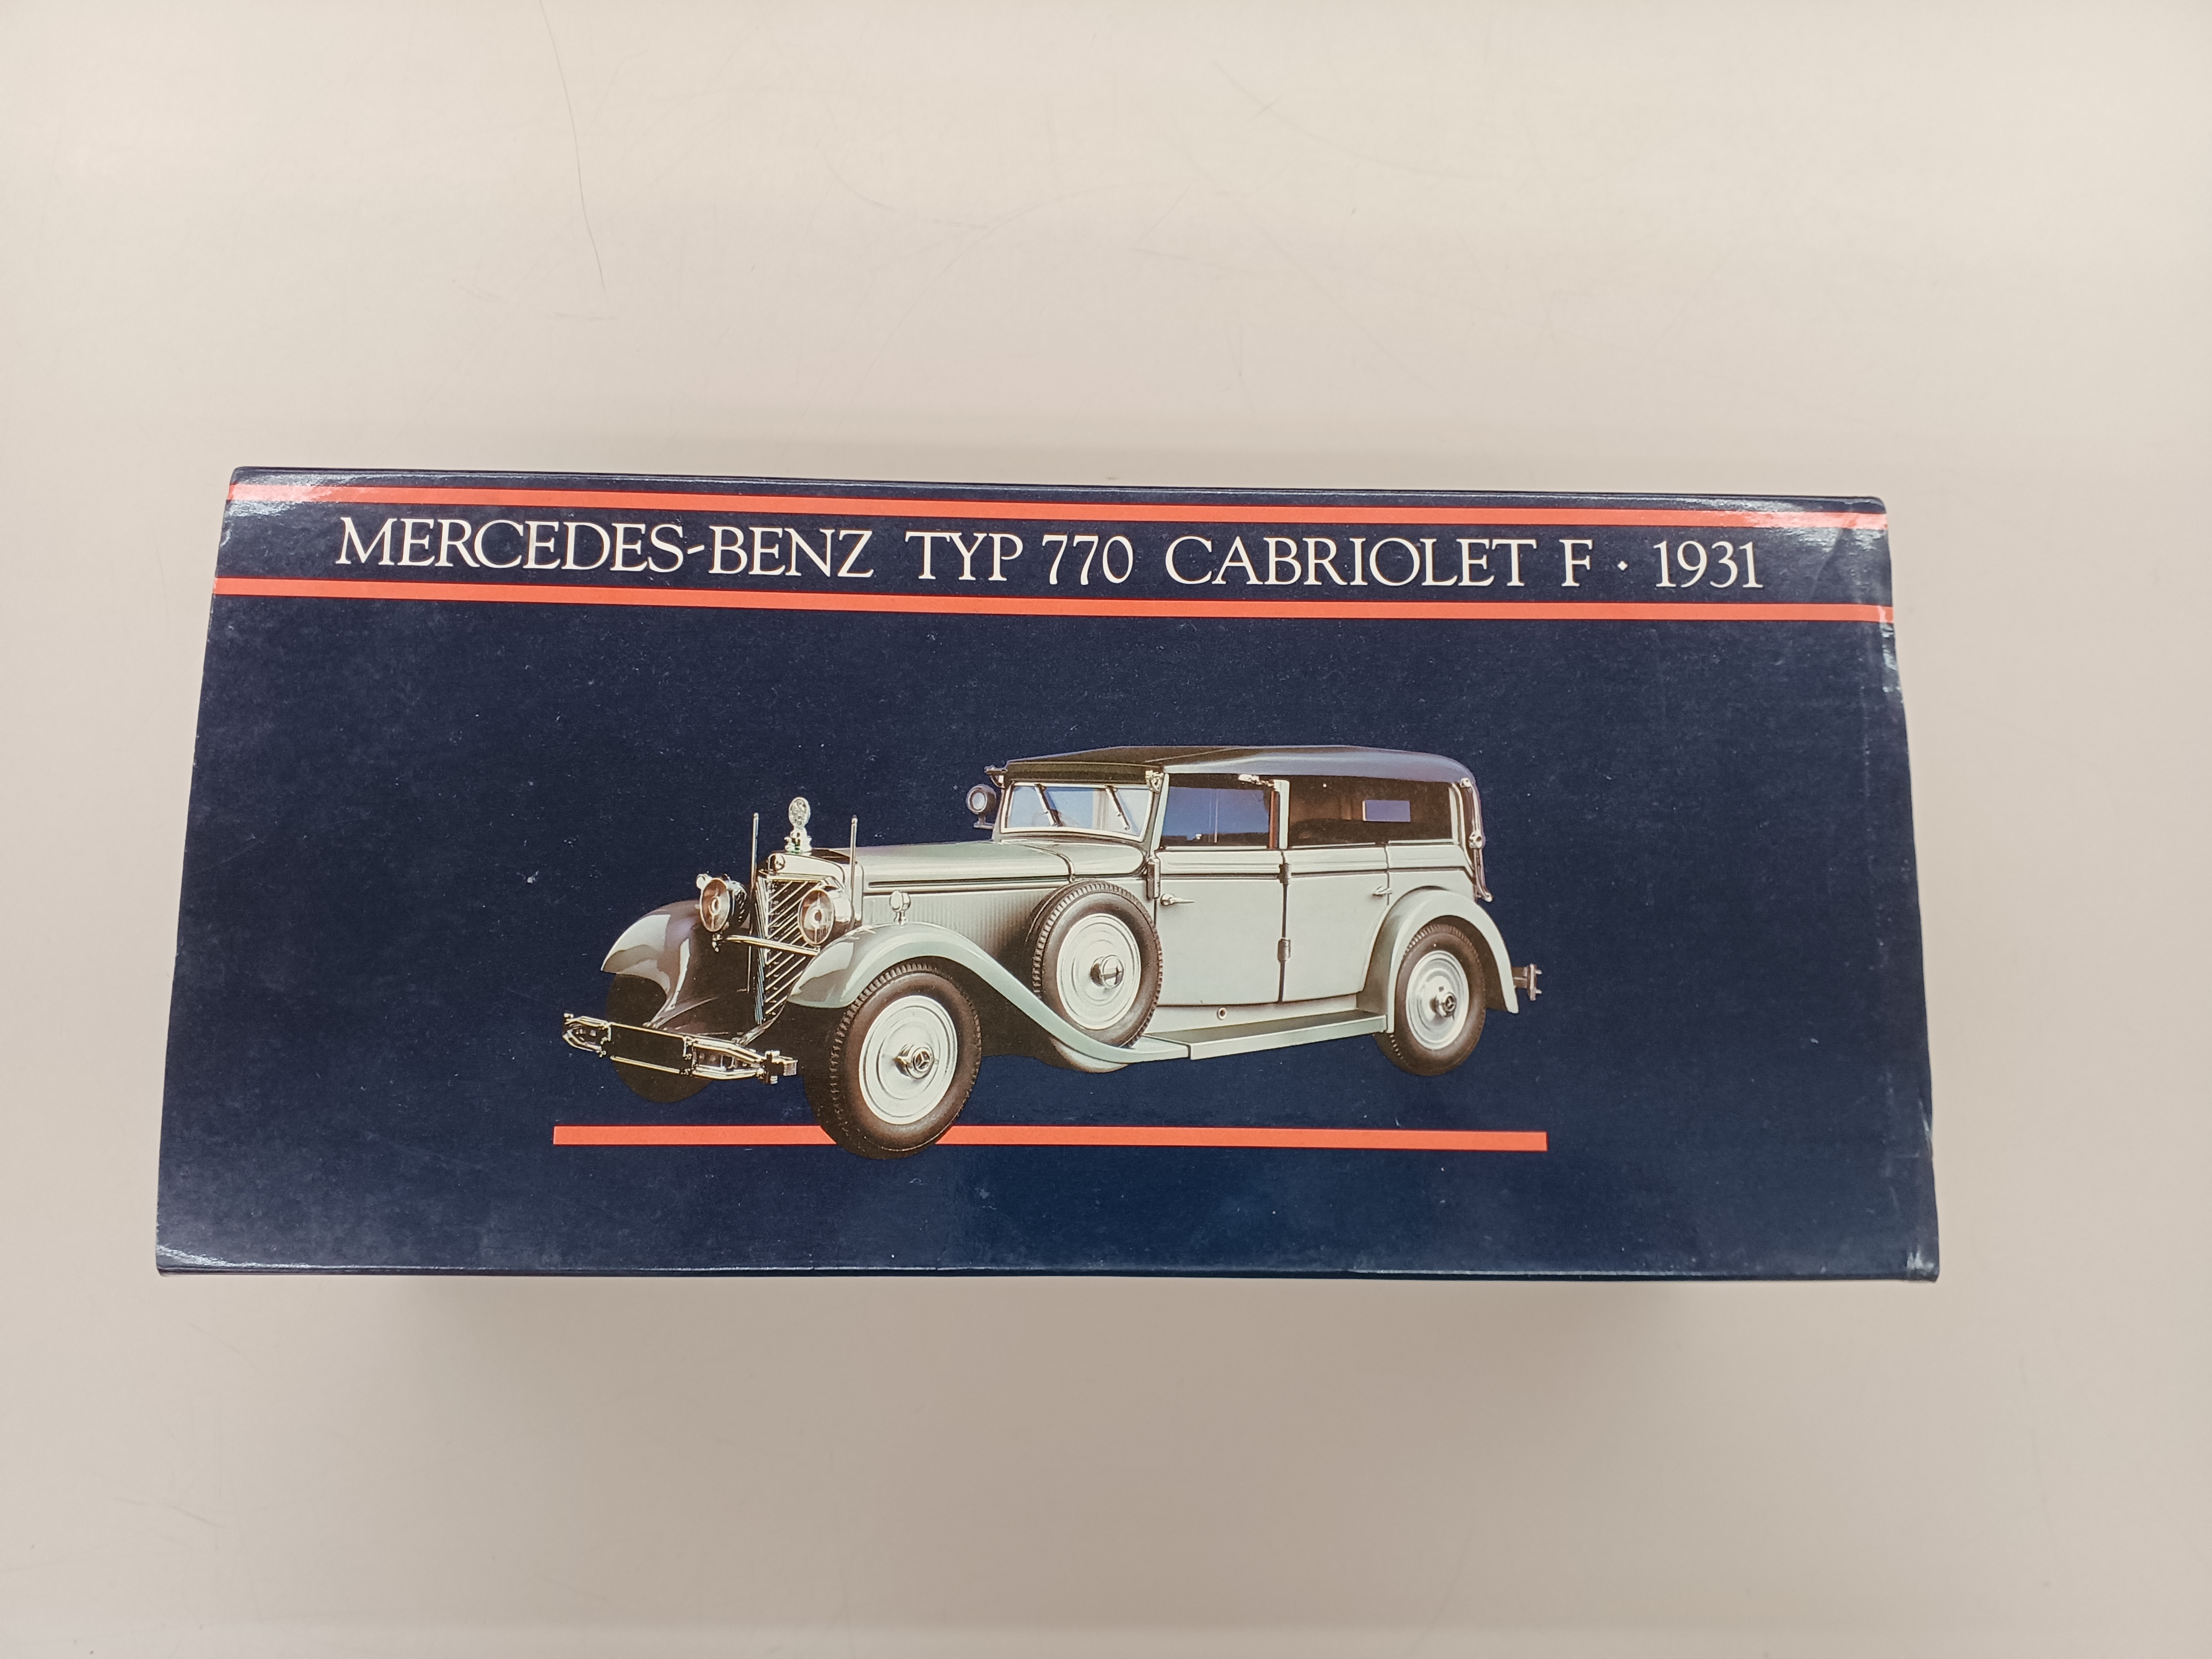 MERCEDES-BENZ TYP 770 CABRIOLET F · 1931